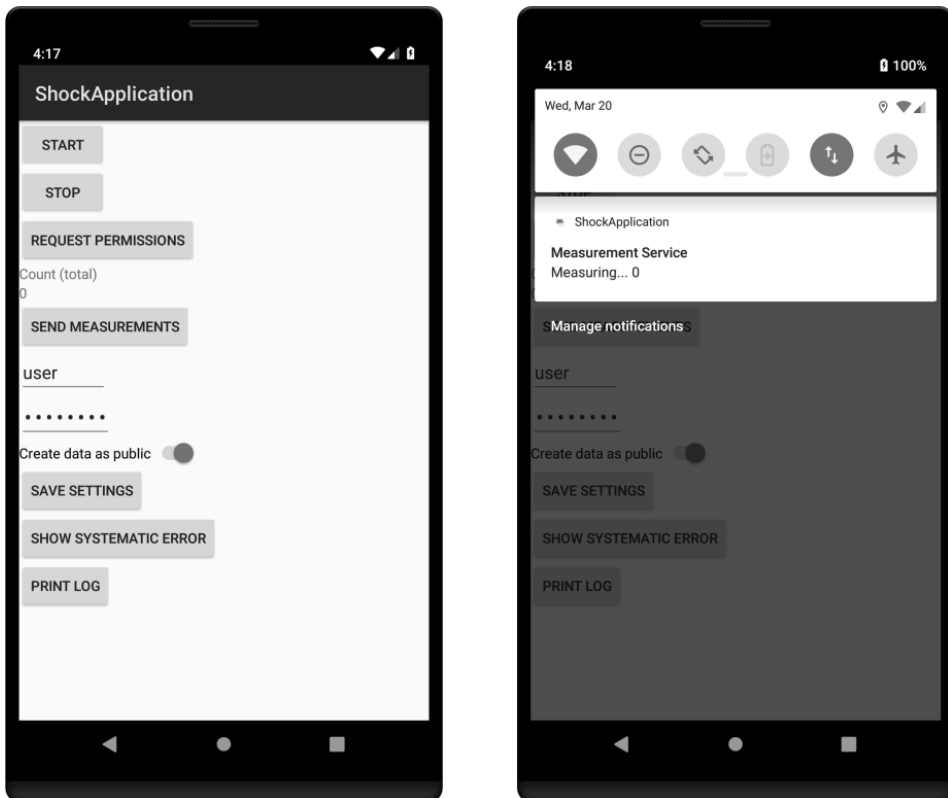 4:17
ShockApplication
START
STOP
REQUEST PERMISSIONS
Count (total)
0
SEND MEASUREMENTS
user
••••••••
Create data as public
SAVE SETTINGS
SHOW SYSTEMATIC ERROR
PRINT LOG
4:18 100%
Wed, Mar 20
ShockApplication
Measurement Service
Measuring... 0
Manage notifications
user
••••••••
Create data as public
SAVE SETTINGS
SHOW SYSTEMATIC ERROR
PRINT LOG